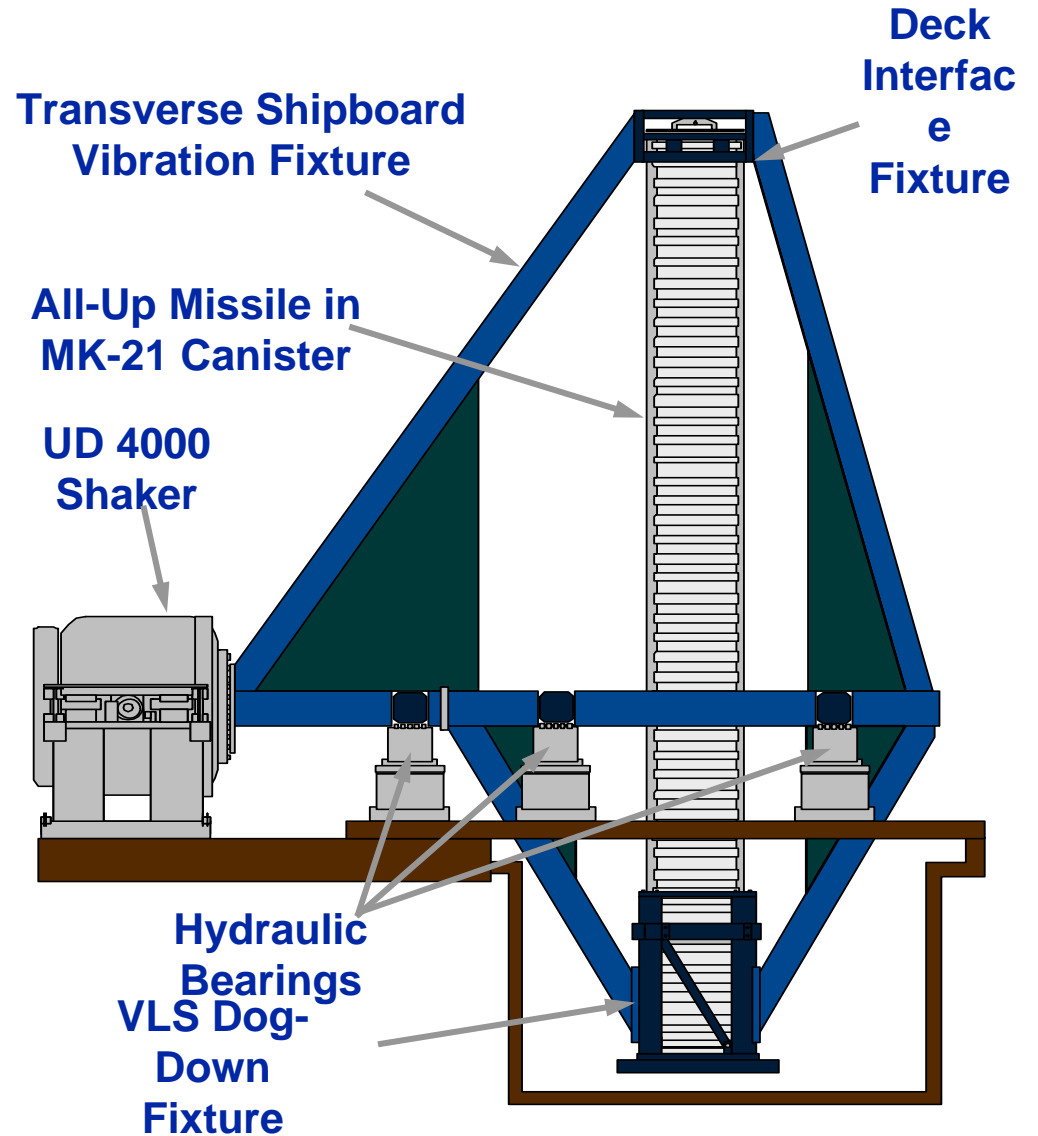 Deck
Interfac
e
Fixture
Transverse Shipboard
Vibration Fixture
All-Up Missile in
MK-21 Canister
UD 4000
Shaker
Hydraulic
Bearings
VLS Dog-
Down
Fixture